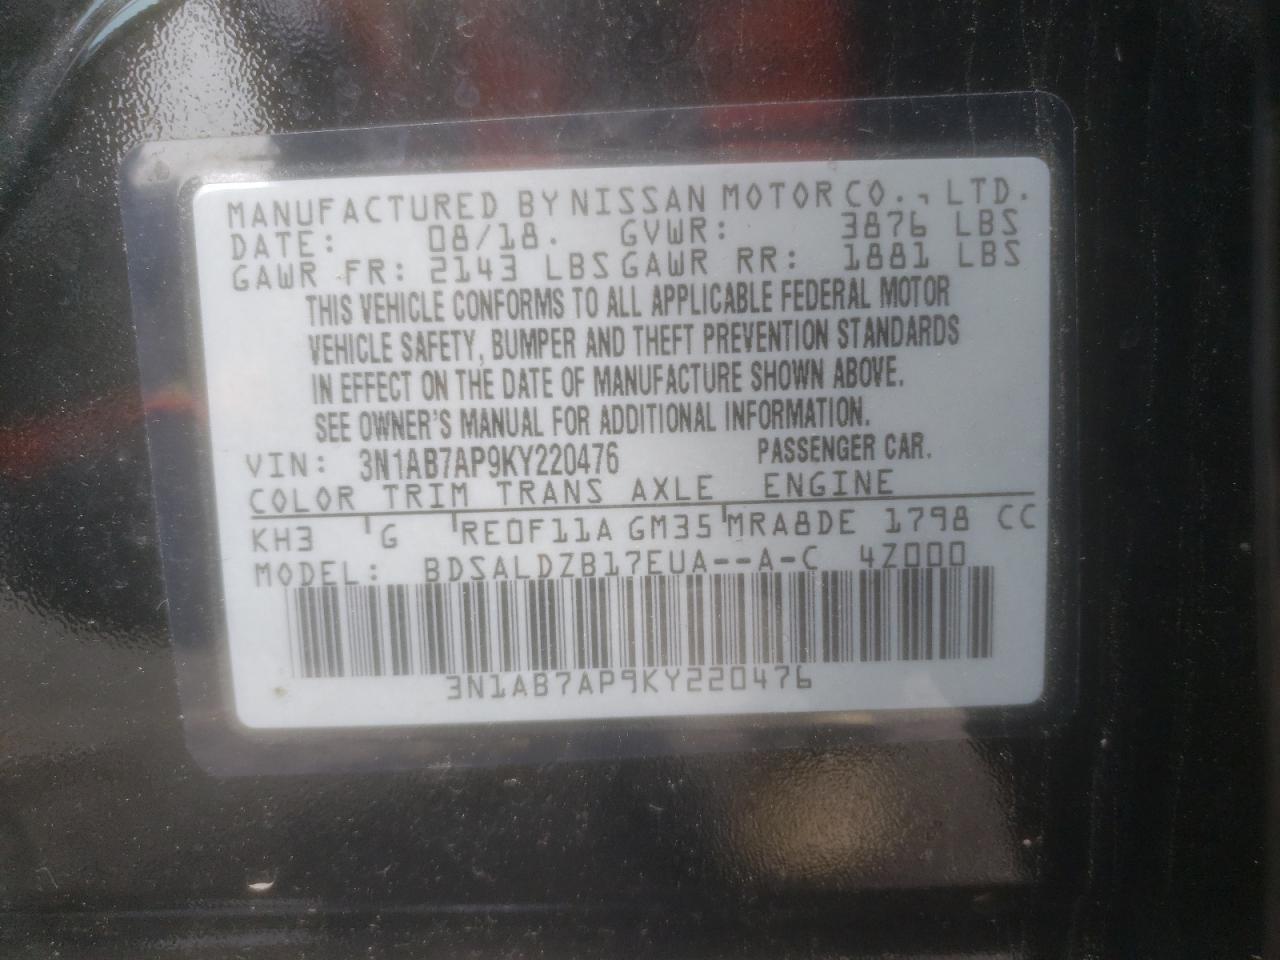 MANUFACTURED BY NISSAN MOTOR CO., LTD.
DATE: 08/18. GVWR: 3876 LBS
GAWR FR: 2143 LBS GAWR RR: 1881 LBS
THIS VEHICLE CONFORMS TO ALL APPLICABLE FEDERAL MOTOR
VEHICLE SAFETY, BUMPER AND THEFT PREVENTION STANDARDS
IN EFFECT ON THE DATE OF MANUFACTURE SHOWN ABOVE.
SEE OWNER'S MANUAL FOR ADDITIONAL INFORMATION.
VIN: 3N1AB7AP9KY220476 PASSENGER CAR.
COLOR TRIM TRANS AXLE ENGINE
KH3 G RE0F11A GM35 MRA8DE 1798 CC
MODEL: BDSALDZB17EUA--A-C 4Z000
3N1AB7AP9KY220476